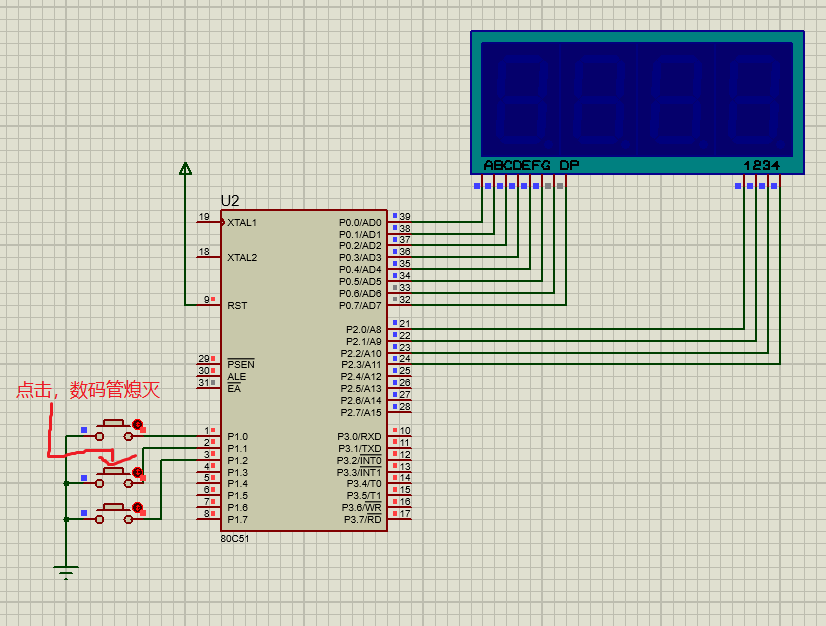 ABCDEFG DP
1234
U2
19
XTAL1
18
XTAL2
9
RST
29
PSEN
30
ALE
31
EA
1
P1.0
2
P1.1
3
P1.2
4
P1.3
5
P1.4
6
P1.5
7
P1.6
8
P1.7
P0.0/AD0
39
P0.1/AD1
38
P0.2/AD2
37
P0.3/AD3
36
P0.4/AD4
35
P0.5/AD5
34
P0.6/AD6
33
P0.7/AD7
32
P2.0/A8
21
P2.1/A9
22
P2.2/A10
23
P2.3/A11
24
P2.4/A12
25
P2.5/A13
26
P2.6/A14
27
P2.7/A15
28
P3.0/RXD
10
P3.1/TXD
11
P3.2/INT0
12
P3.3/INT1
13
P3.4/T0
14
P3.5/T1
15
P3.6/WR
16
P3.7/RD
17
80C51
点击，数码管熄灭